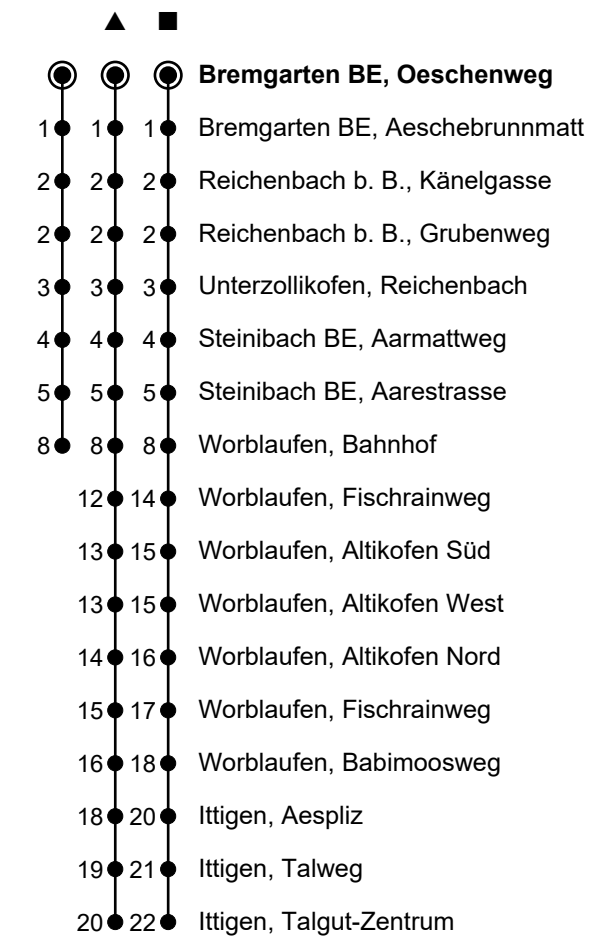 ▲ ■
Bremgarten BE, Oeschenweg
1 1 1 Bremgarten BE, Aeschebrunnmatt
2 2 2 Reichenbach b. B., Känelgasse
2 2 2 Reichenbach b. B., Grubenweg
3 3 3 Unterzollikofen, Reichenbach
4 4 4 Steinibach BE, Aarmattweg
5 5 5 Steinibach BE, Aarestrasse
8 8 8 Worblaufen, Bahnhof
12 14 Worblaufen, Fischrainweg
13 15 Worblaufen, Altikofen Süd
13 15 Worblaufen, Altikofen West
14 16 Worblaufen, Altikofen Nord
15 17 Worblaufen, Fischrainweg
16 18 Worblaufen, Babimoosweg
18 20 Ittigen, Aespliz
19 21 Ittigen, Talweg
20 22 Ittigen, Talgut-Zentrum